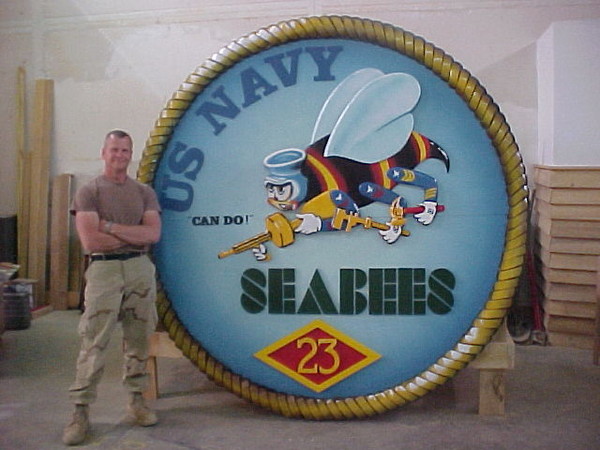 US NAVY
"CAN DO!"
SEABEES
23